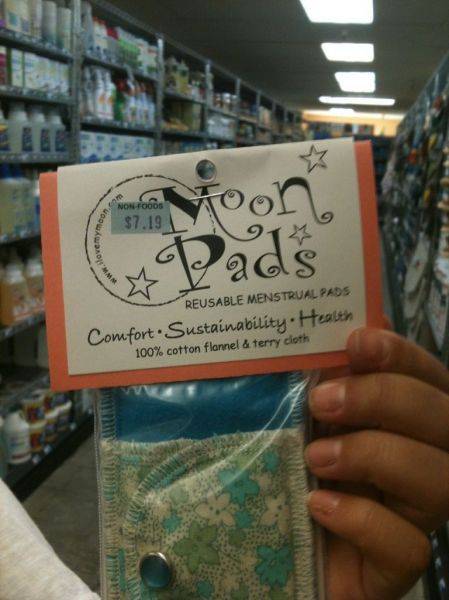 www.ilovemymoon.com
NON-FOODS
$7.19
Moon
Pads
REUSABLE MENSTRUAL PADS
Comfort • Sustainability • Health
100% cotton flannel & terry cloth